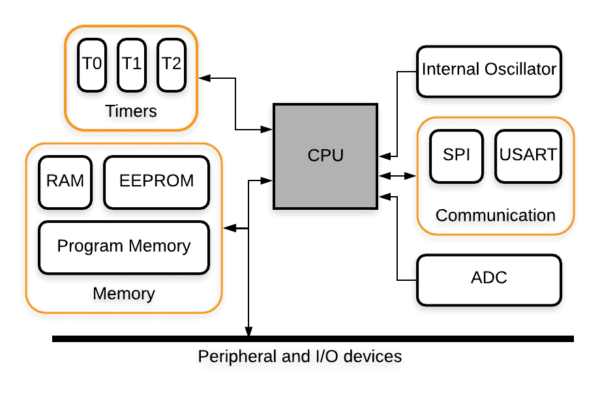 T0 T1 T2
Timers
RAM EEPROM
Program Memory
Memory
CPU
Internal Oscillator
SPI USART
Communication
ADC
Peripheral and I/O devices